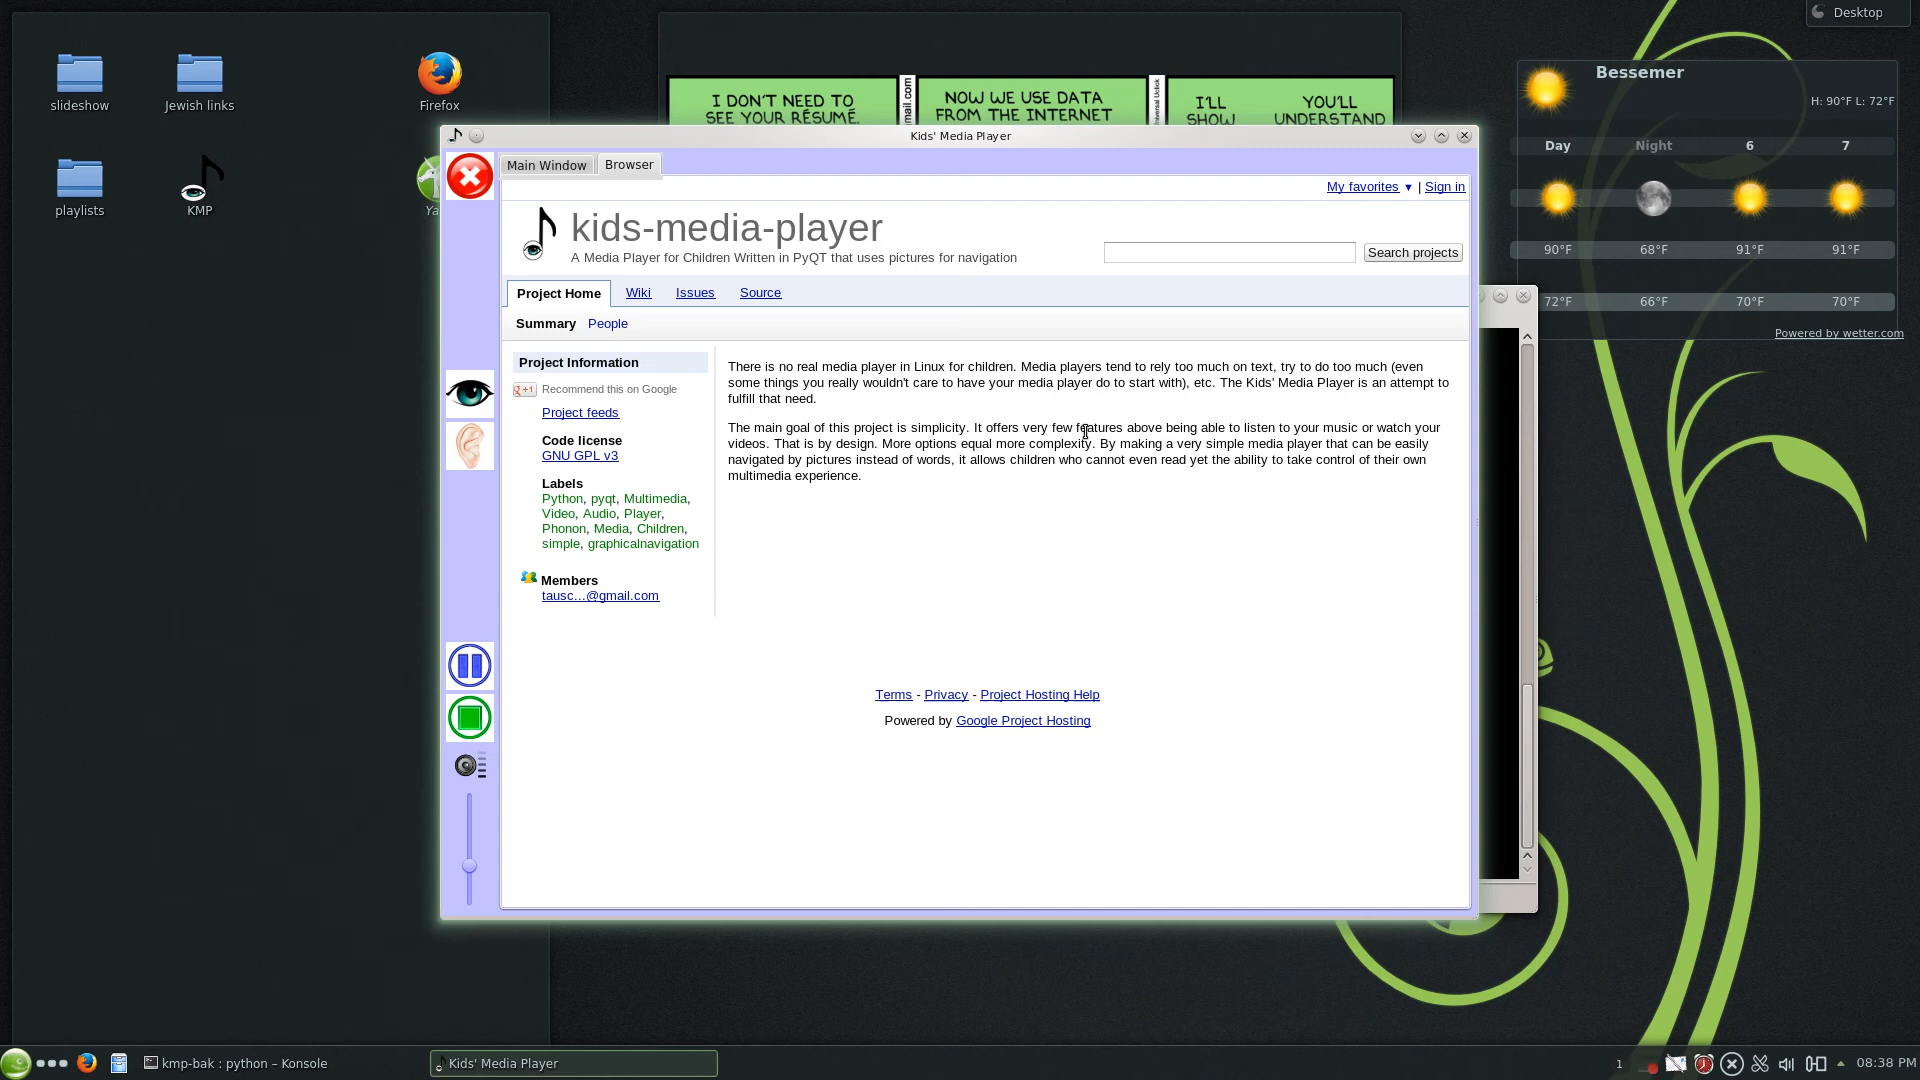 Desktop
slideshow
Jewish links
Firefox
playlists
KMP
I DON'T NEED TO
SEE YOUR RÉSUMÉ.
NOW WE USE DATA
FROM THE INTERNET
I'LL
SHOW
YOU'LL
UNDERSTAND
Bessemer
H: 90°F L: 72°F
Day Night 6 7
90°F 68°F 91°F 91°F
72°F 66°F 70°F 70°F
Powered by wetter.com
Kids' Media Player
Main Window Browser
My favorites ▼ | Sign in
kids-media-player
A Media Player for Children Written in PyQT that uses pictures for navigation
Search projects
Project Home Wiki Issues Source
Summary People
Project Information
+1 Recommend this on Google
Project feeds
Code license
GNU GPL v3
Labels
Python, pyqt, Multimedia,
Video, Audio, Player,
Phonon, Media, Children,
simple, graphicalnavigation
Members
tausc...@gmail.com
There is no real media player in Linux for children. Media players tend to rely too much on text, try to do too much (even
some things you really wouldn't care to have your media player do to start with), etc. The Kids' Media Player is an attempt to
fulfill that need.
The main goal of this project is simplicity. It offers very few features above being able to listen to your music or watch your
videos. That is by design. More options equal more complexity. By making a very simple media player that can be easily
navigated by pictures instead of words, it allows children who cannot even read yet the ability to take control of their own
multimedia experience.
Terms - Privacy - Project Hosting Help
Powered by Google Project Hosting
kmp-bak : python – Konsole
Kids' Media Player
1
08:38 PM